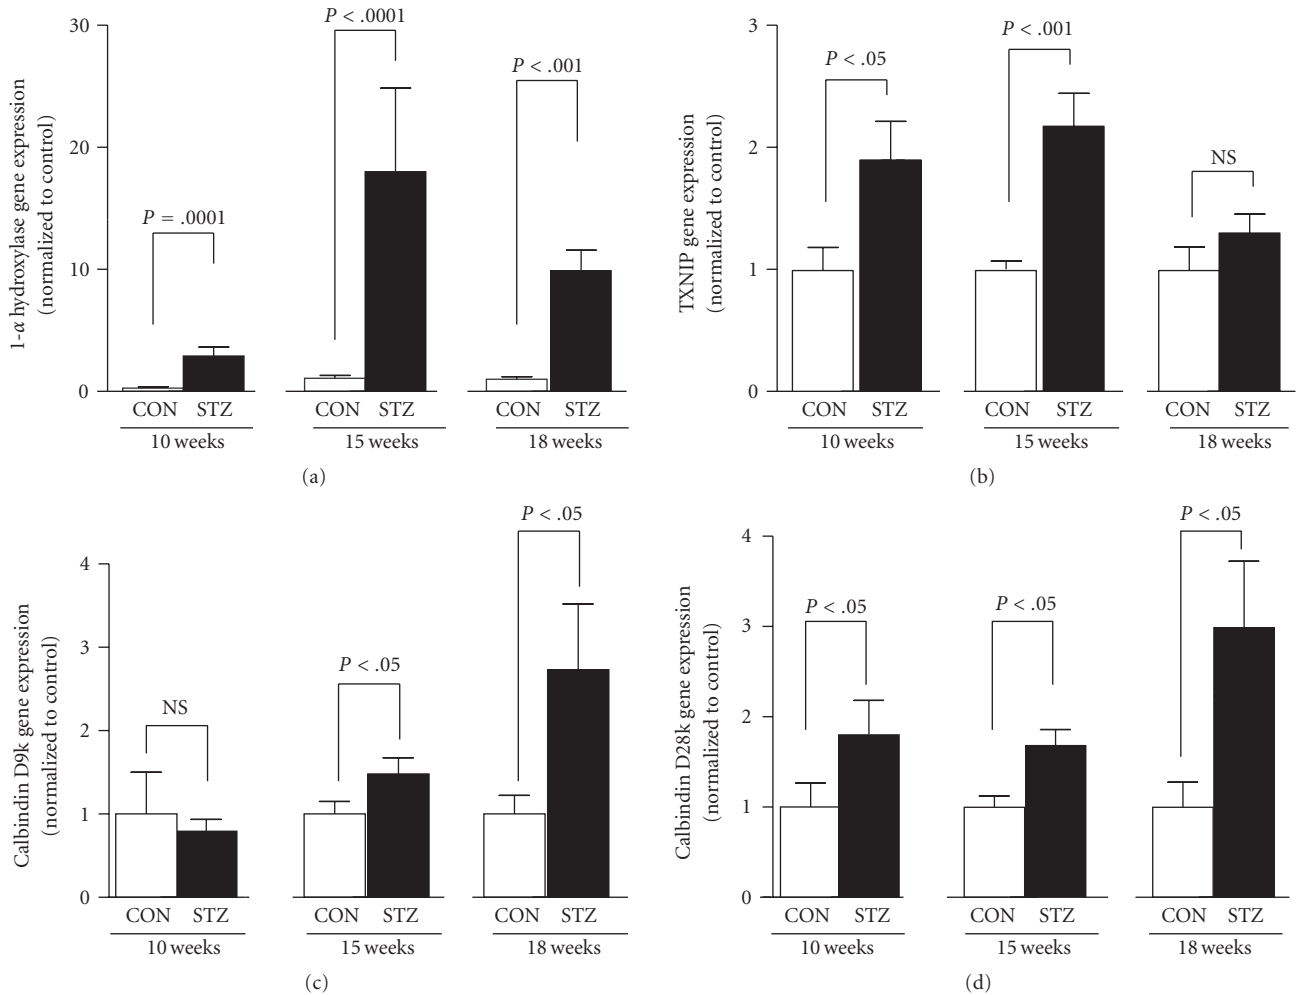 1-α hydroxylase gene expression
(normalized to control)
30
20
10
0
P = .0001
P < .0001
P < .001
CON STZ CON STZ CON STZ
10 weeks 15 weeks 18 weeks
(a)
TXNIP gene expression
(normalized to control)
3
2
1
0
P < .05
P < .001
NS
CON STZ CON STZ CON STZ
10 weeks 15 weeks 18 weeks
(b)
Calbindin D9k gene expression
(normalized to control)
4
3
2
1
0
NS
P < .05
P < .05
CON STZ CON STZ CON STZ
10 weeks 15 weeks 18 weeks
(c)
Calbindin D28k gene expression
(normalized to control)
4
3
2
1
0
P < .05
P < .05
P < .05
CON STZ CON STZ CON STZ
10 weeks 15 weeks 18 weeks
(d)